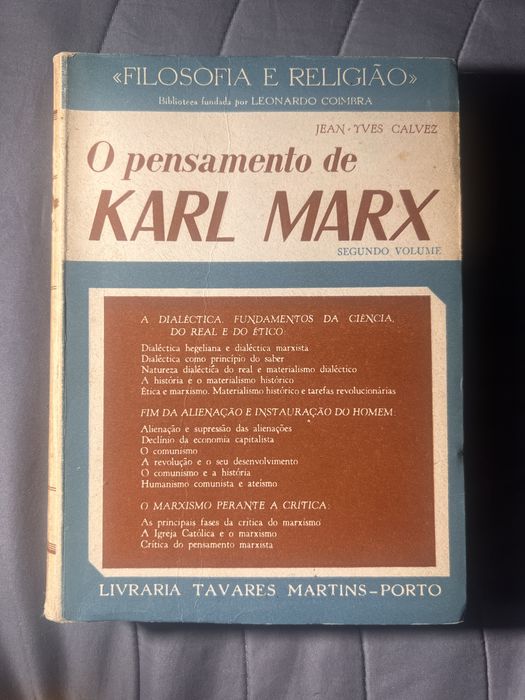 «FILOSOFIA E RELIGIÃO»
Biblioteca fundada por LEONARDO COIMBRA
JEAN-YVES CALVEZ
O pensamento de
KARL MARX
SEGUNDO VOLUME
A DIALÉCTICA. FUNDAMENTOS DA CIÊNCIA,
DO REAL E DO ÉTICO:
Dialéctica hegeliana e dialéctica marxista
Dialéctica como princípio do saber
Natureza dialéctica do real e materialismo dialéctico
A história e o materialismo histórico
Ética e marxismo. Materialismo histórico e tarefas revolucionárias
FIM DA ALIENAÇÃO E INSTAURAÇÃO DO HOMEM:
Alienação e supressão das alienações
Declínio da economia capitalista
O comunismo
A revolução e o seu desenvolvimento
O comunismo e a história
Humanismo comunista e ateísmo
O MARXISMO PERANTE A CRÍTICA:
As principais fases da crítica do marxismo
A Igreja Católica e o marxismo
Crítica do pensamento marxista
LIVRARIA TAVARES MARTINS-PORTO